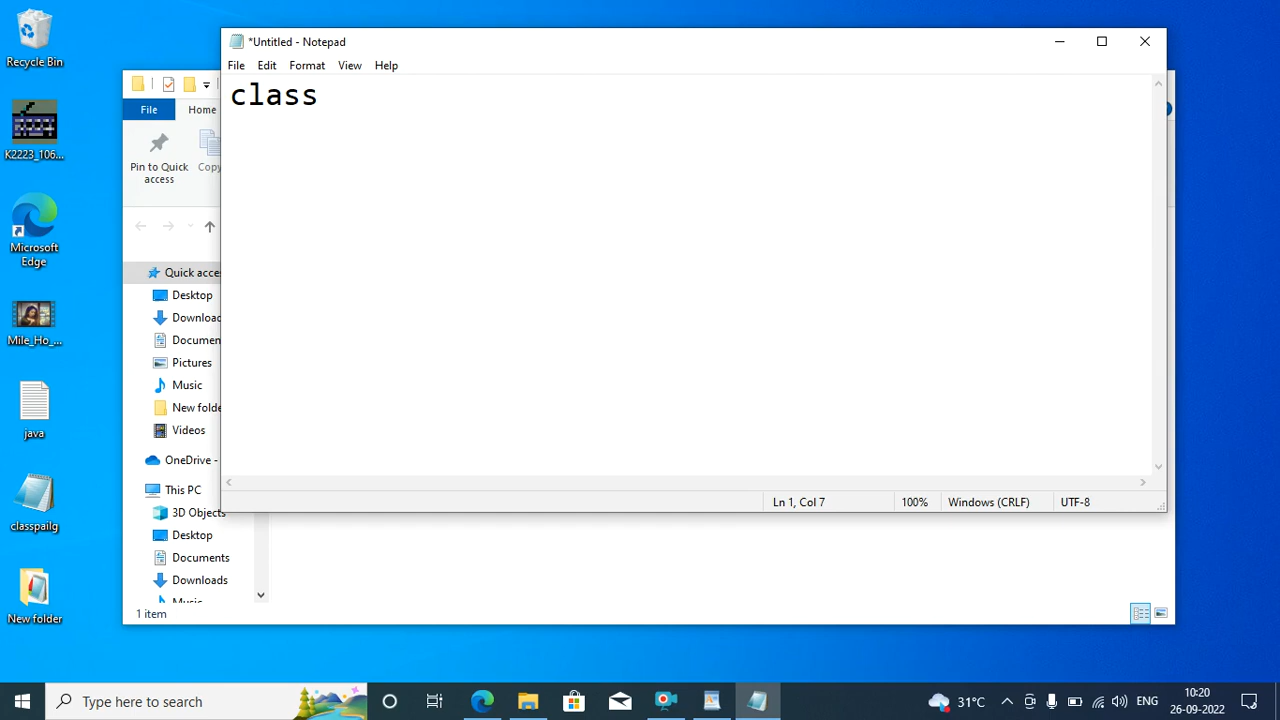 Recycle Bin
K2223_106...
Microsoft
Edge
Mile_Ho_...
java
classpailg
New folder
*Untitled - Notepad
File Edit Format View Help
class
Ln 1, Col 7
100%
Windows (CRLF)
UTF-8
File
Home
Pin to Quick
access
Copy
Quick acce
Desktop
Downloac
Documen
Pictures
Music
New folde
Videos
OneDrive -
This PC
3D Objects
Desktop
Documents
Downloads
Music
1 item
Type here to search
31°C
ENG
10:20
26-09-2022